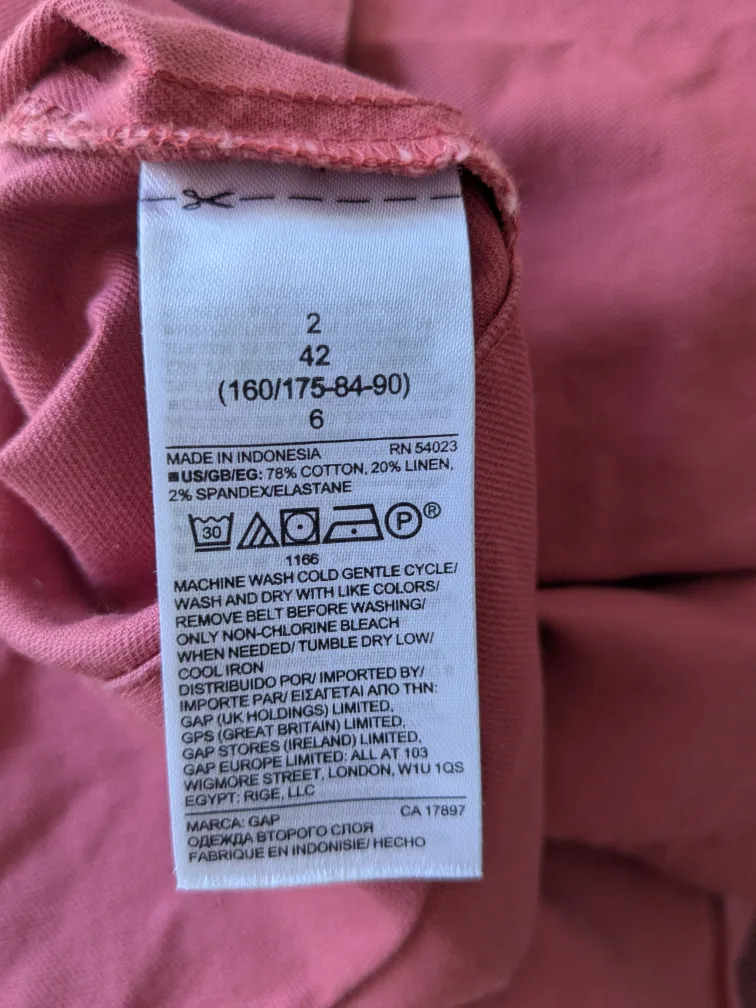 2
42
(160/175-84-90)
6
MADE IN INDONESIA RN 54023
US/GB/EG: 78% COTTON, 20% LINEN,
2% SPANDEX/ELASTANE
30 P ®
1166
MACHINE WASH COLD GENTLE CYCLE/
WASH AND DRY WITH LIKE COLORS/
REMOVE BELT BEFORE WASHING/
ONLY NON-CHLORINE BLEACH
WHEN NEEDED/ TUMBLE DRY LOW/
COOL IRON
DISTRIBUIDO POR/ IMPORTED BY/
IMPORTE PAR/ ΕΙΣΑΓΕΤΑΙ ΑΠΟ ΤΗΝ:
GAP (UK HOLDINGS) LIMITED,
GPS (GREAT BRITAIN) LIMITED,
GAP STORES (IRELAND) LIMITED,
GAP EUROPE LIMITED: ALL AT 103
WIGMORE STREET, LONDON, W1U 1QS
EGYPT: RIGE, LLC
MARCA: GAP CA 17897
ОДЕЖДА ВТОРОГО СЛОЯ
FABRIQUE EN INDONISIE/ HECHO